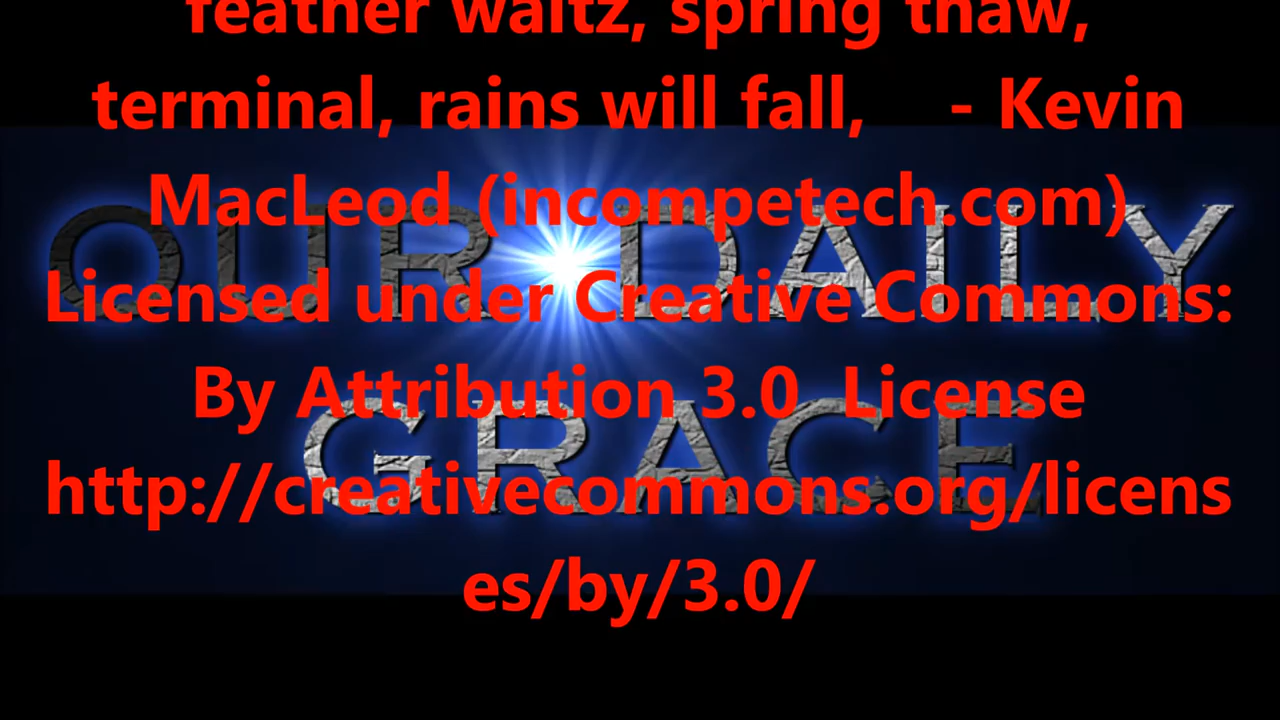 feather waltz, spring thaw,
terminal, rains will fall, - Kevin
MacLeod (incompetech.com)
Licensed under Creative Commons:
By Attribution 3.0 License
http://creativecommons.org/licens
es/by/3.0/
OUR DAILY
GRACE